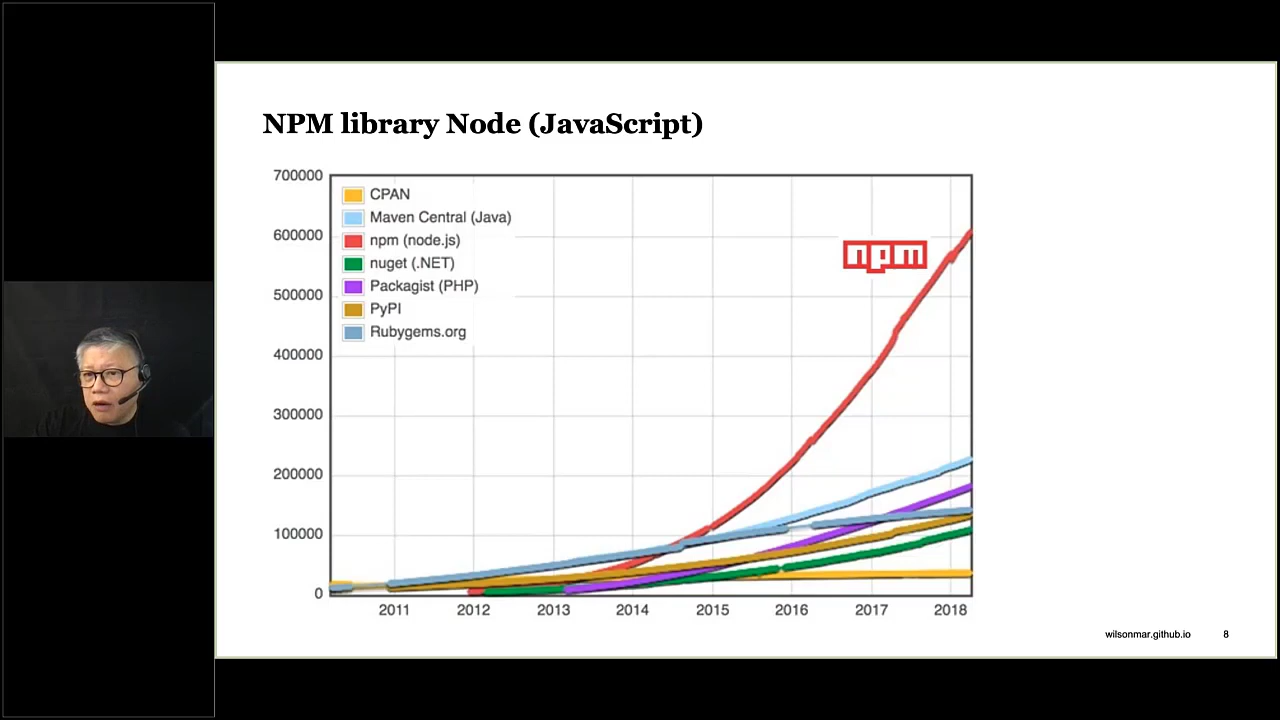 NPM library Node (JavaScript)
700000
600000
500000
400000
300000
200000
100000
0
CPAN
Maven Central (Java)
npm (node.js)
nuget (.NET)
Packagist (PHP)
PyPI
Rubygems.org
npm
2011 2012 2013 2014 2015 2016 2017 2018
wilsonmar.github.io 8